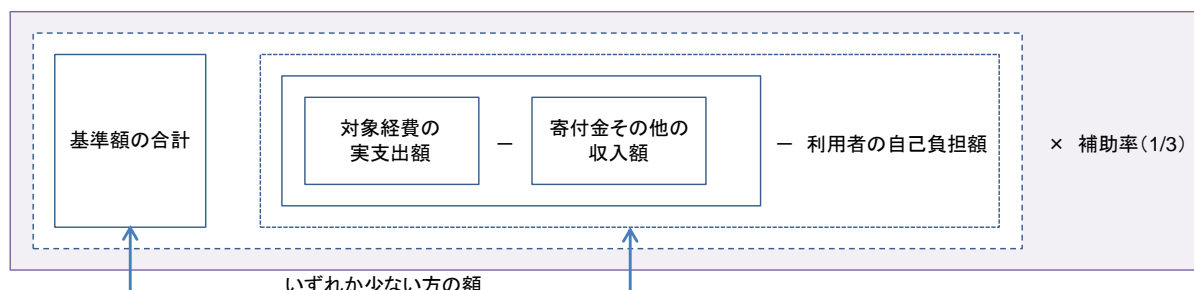 基準額の合計
対象経費の
実支出額
－
寄付金その他の
収入額
－ 利用者の自己負担額
× 補助率（1/3）
いずれか少ない方の額